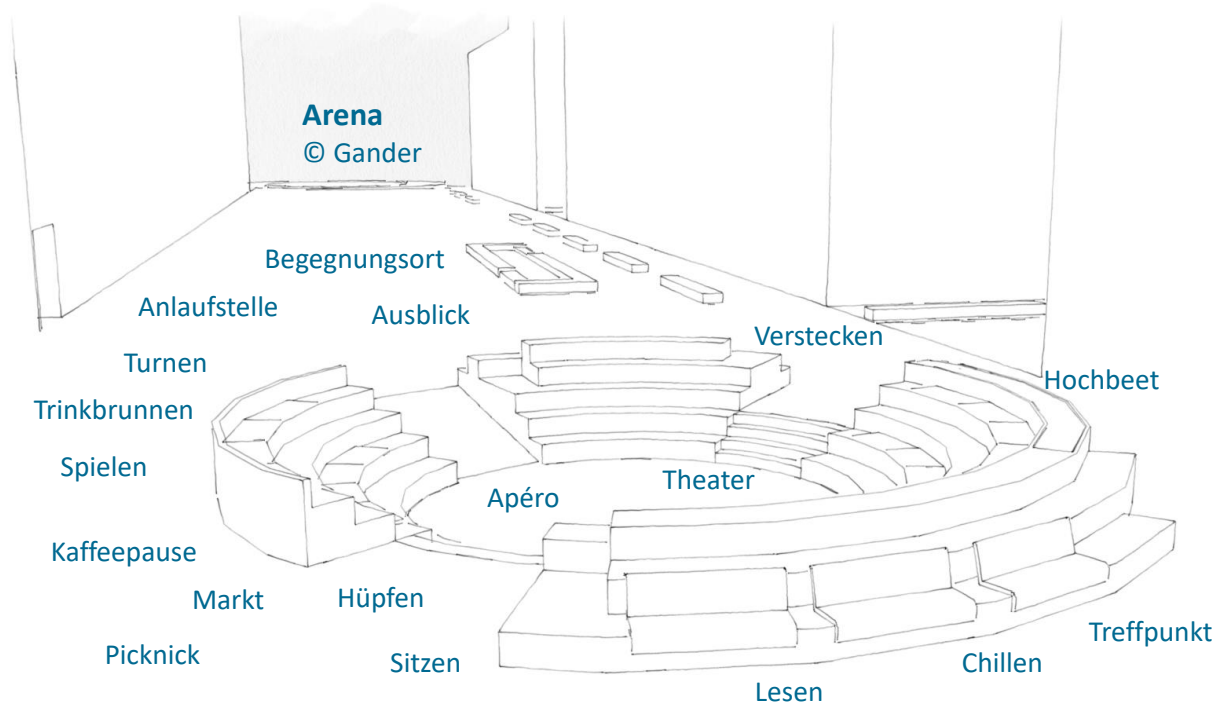 Arena
© Gander
Begegnungsort
Anlaufstelle
Ausblick
Verstecken
Turnen
Hochbeet
Trinkbrunnen
Spielen
Theater
Apéro
Kaffeepause
Markt
Hüpfen
Treffpunkt
Picknick
Sitzen
Chillen
Lesen